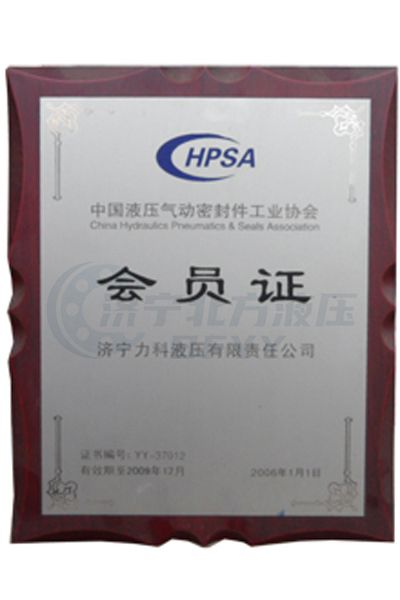 CHPSA
中国液压气动密封件工业协会
China Hydraulics Pneumatics & Seals Association
会员证
济宁北方液压
济宁力科液压有限责任公司
证书编号：YY-37012
有效期至2009年12月
2006年1月1日